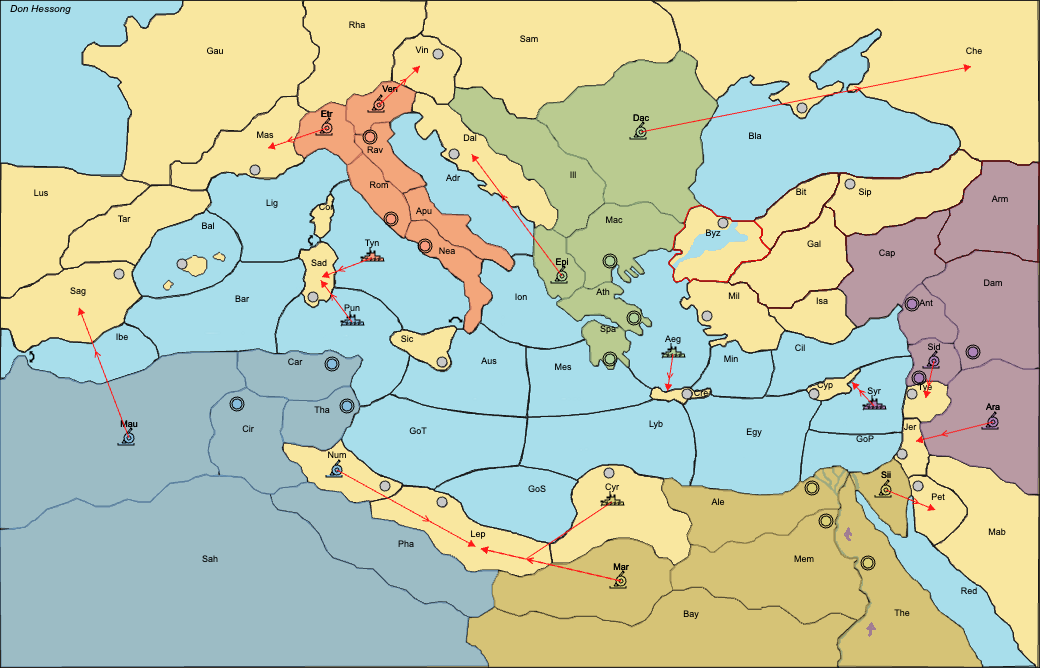 Don Hessong
Rha
Gau
Sam
Vin
Che
Ven
Etr
Dac
Mas
Dal
Bla
Rav
Adr
Ill
Rom
Lus
Cor
Lig
Apu
Tar
Bal
Mac
Bit
Sip
Arm
Byz
Gal
Tyn
Nea
Cap
Sad
Epi
Dam
Sag
Bar
Ion
Ath
Mil
Isa
Ant
Pun
Spa
Ibe
Sic
Aeg
Cil
Sid
Car
Aus
Mes
Min
Cyp
Tye
Syr
Cre
Tha
Ara
Mau
Cir
GoT
Lyb
Egy
GoP
Jer
Num
Sii
GoS
Cyr
Ale
Pet
Lep
Mab
Pha
Sah
Mar
Mem
Red
Bay
The